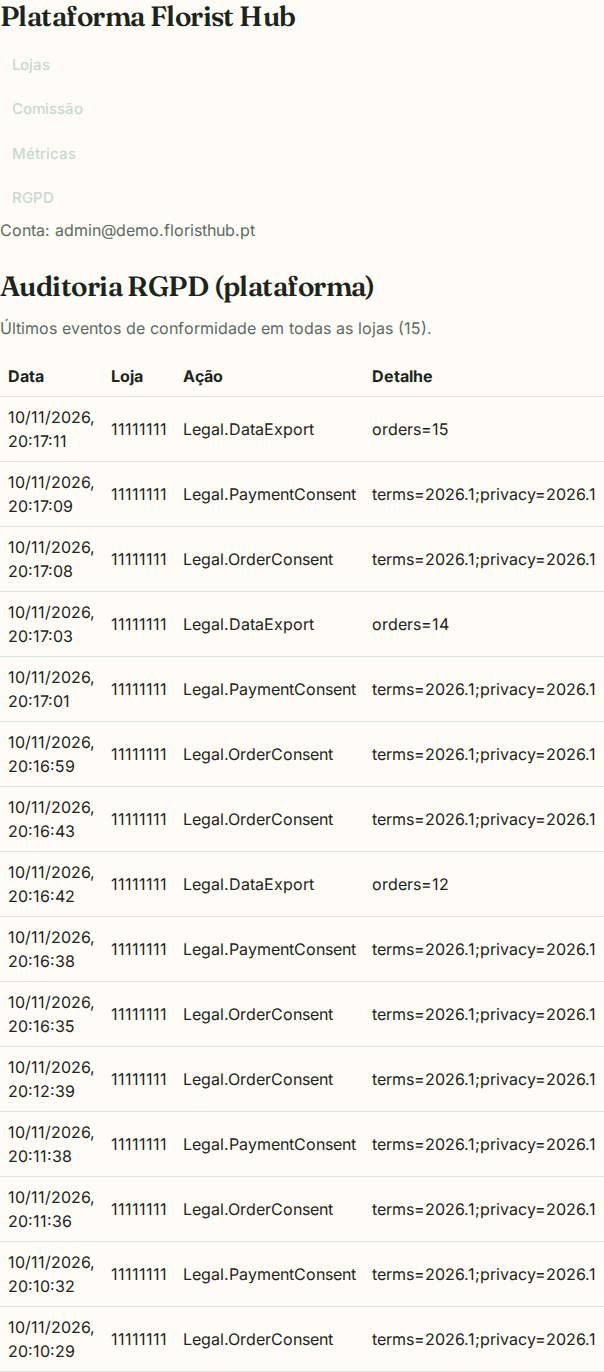 Plataforma Florist Hub
Lojas
Comissão
Métricas
RGPD
Conta: admin@demo.floristhub.pt
Auditoria RGPD (plataforma)
Últimos eventos de conformidade em todas as lojas (15).
Data Loja Ação Detalhe
10/11/2026, 20:17:11 11111111 Legal.DataExport orders=15
10/11/2026, 20:17:09 11111111 Legal.PaymentConsent terms=2026.1;privacy=2026.1
10/11/2026, 20:17:08 11111111 Legal.OrderConsent terms=2026.1;privacy=2026.1
10/11/2026, 20:17:03 11111111 Legal.DataExport orders=14
10/11/2026, 20:17:01 11111111 Legal.PaymentConsent terms=2026.1;privacy=2026.1
10/11/2026, 20:16:59 11111111 Legal.OrderConsent terms=2026.1;privacy=2026.1
10/11/2026, 20:16:43 11111111 Legal.OrderConsent terms=2026.1;privacy=2026.1
10/11/2026, 20:16:42 11111111 Legal.DataExport orders=12
10/11/2026, 20:16:38 11111111 Legal.PaymentConsent terms=2026.1;privacy=2026.1
10/11/2026, 20:16:35 11111111 Legal.OrderConsent terms=2026.1;privacy=2026.1
10/11/2026, 20:12:39 11111111 Legal.OrderConsent terms=2026.1;privacy=2026.1
10/11/2026, 20:11:38 11111111 Legal.PaymentConsent terms=2026.1;privacy=2026.1
10/11/2026, 20:11:36 11111111 Legal.OrderConsent terms=2026.1;privacy=2026.1
10/11/2026, 20:10:32 11111111 Legal.PaymentConsent terms=2026.1;privacy=2026.1
10/11/2026, 20:10:29 11111111 Legal.OrderConsent terms=2026.1;privacy=2026.1